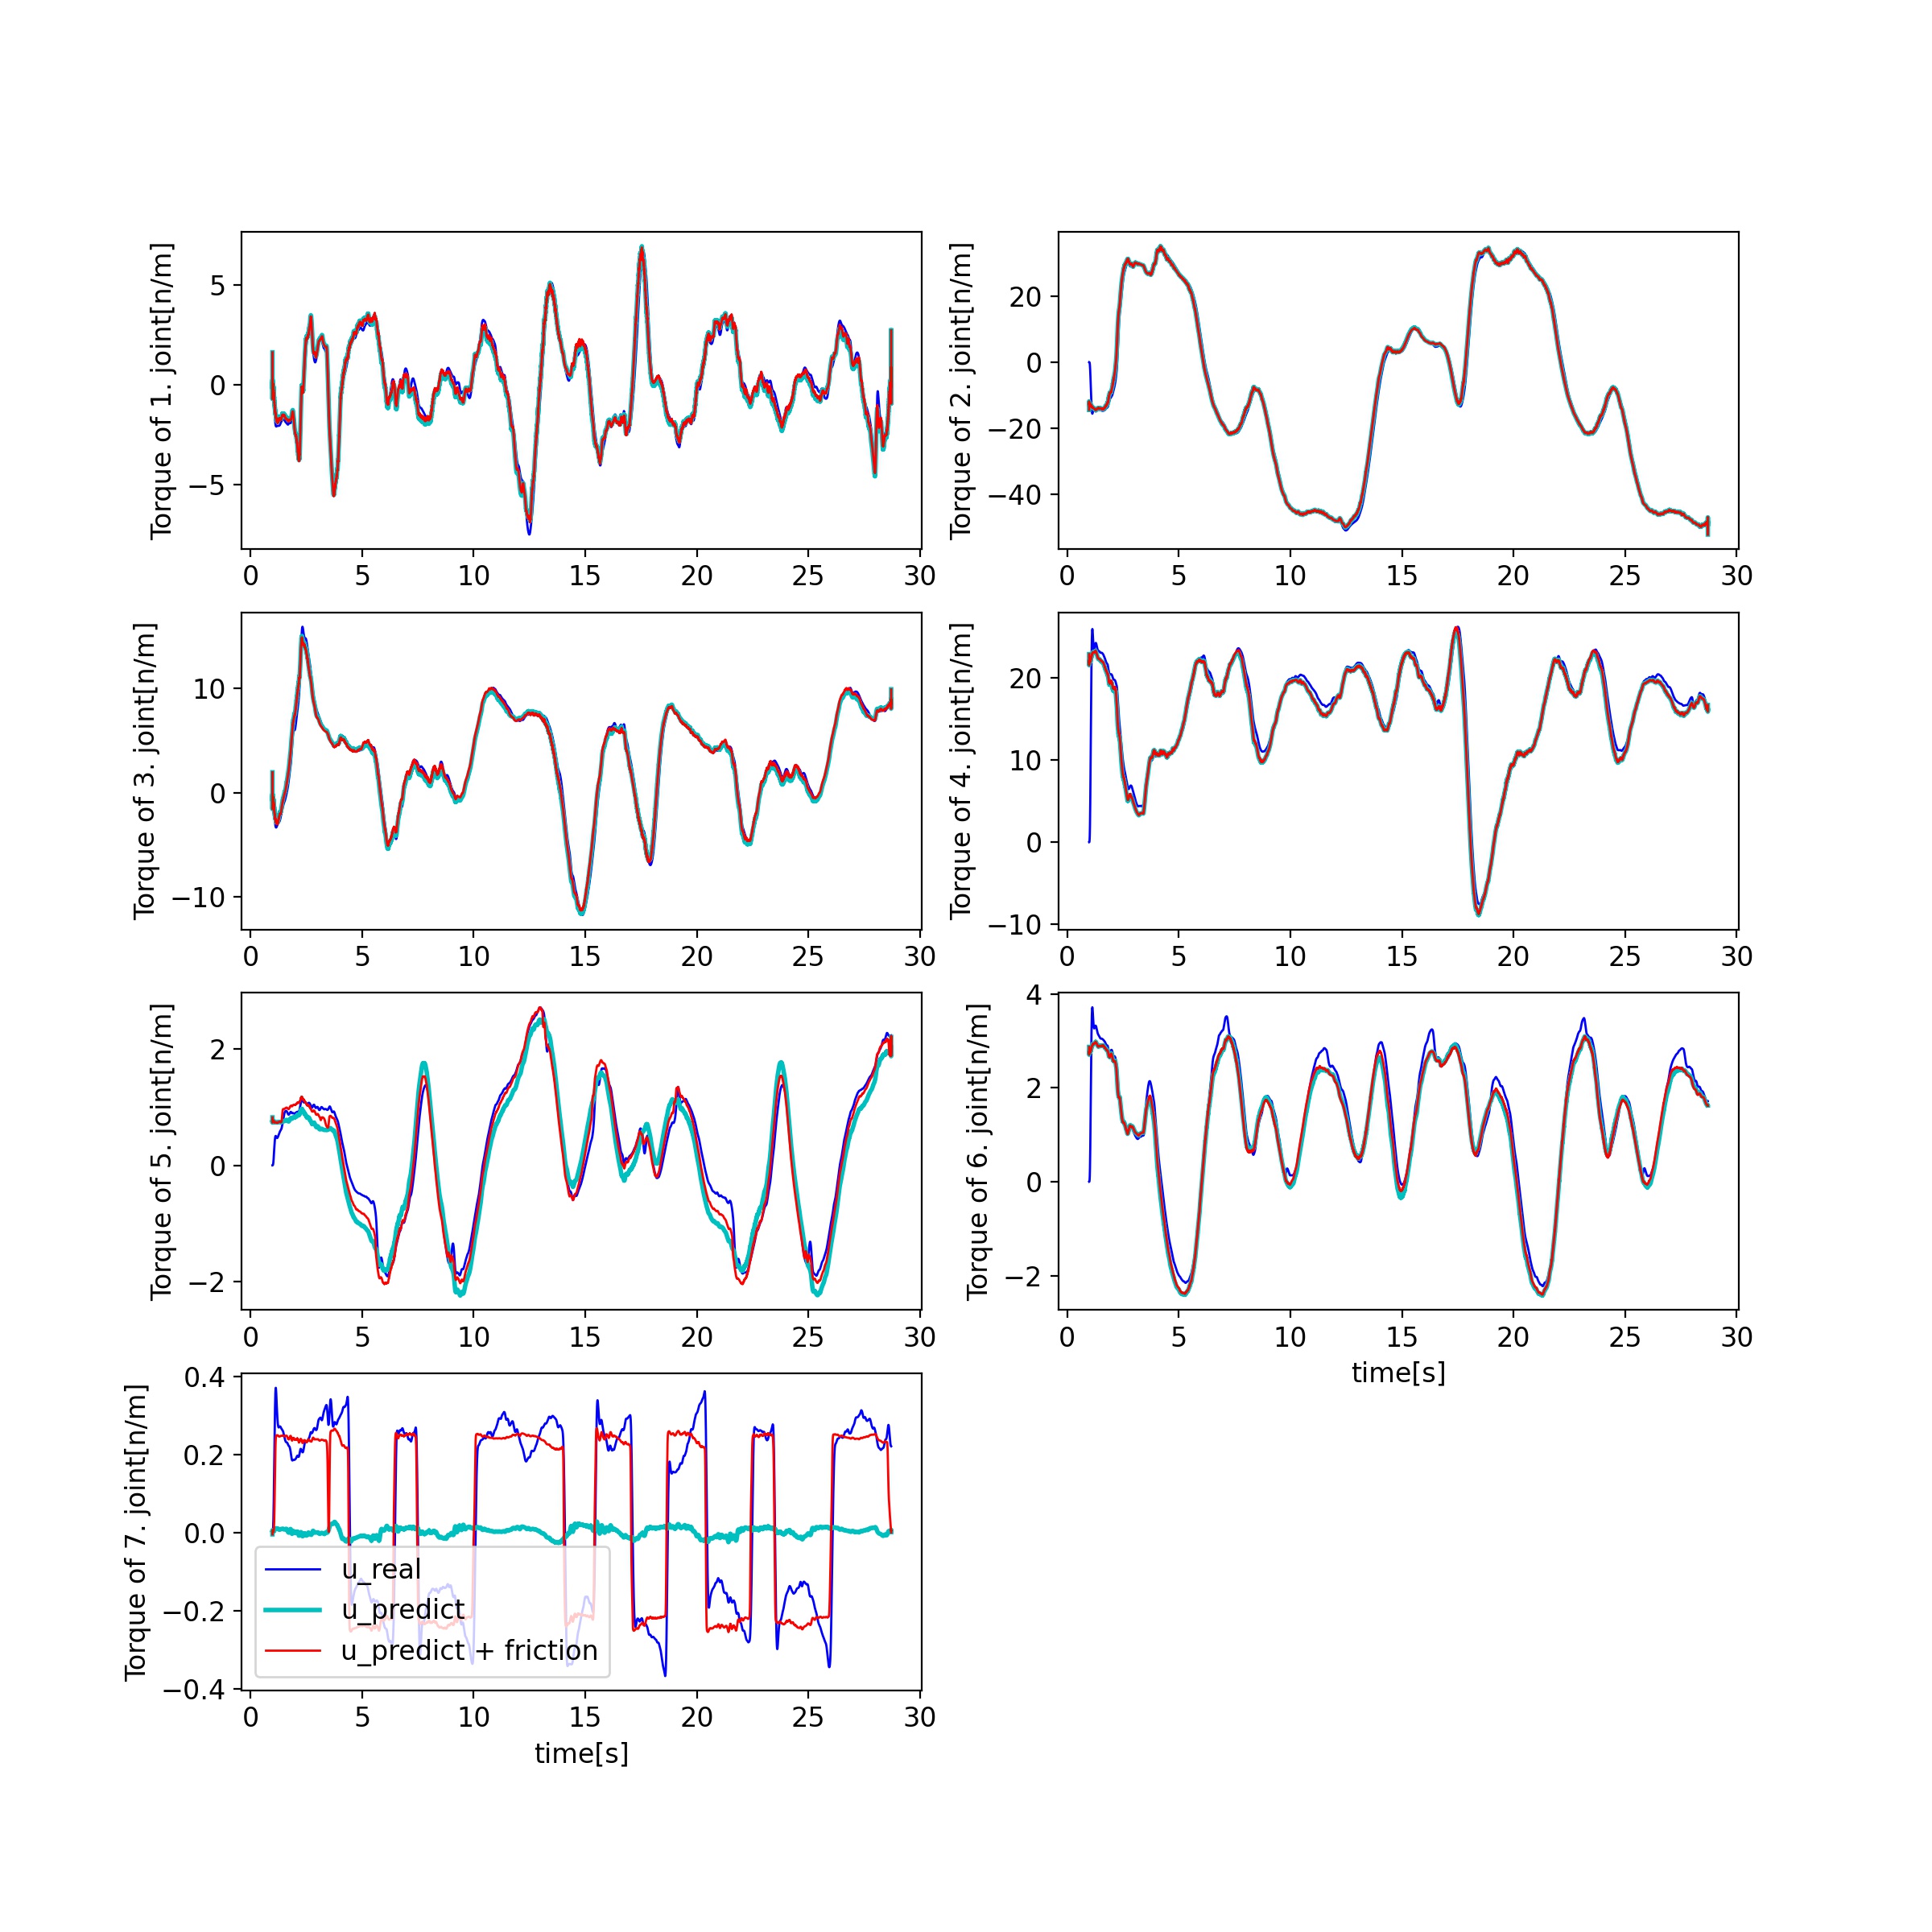 Torque of 1. joint[n/m]
5
0
−5
0 5 10 15 20 25 30
Torque of 2. joint[n/m]
20
0
−20
−40
0 5 10 15 20 25 30
Torque of 3. joint[n/m]
10
0
−10
0 5 10 15 20 25 30
Torque of 4. joint[n/m]
20
10
0
−10
0 5 10 15 20 25 30
Torque of 5. joint[n/m]
2
0
−2
0 5 10 15 20 25 30
Torque of 6. joint[n/m]
4
2
0
−2
0 5 10 15 20 25 30
time[s]
Torque of 7. joint[n/m]
0.4
0.2
0.0
−0.2
−0.4
u_real
u_predict
u_predict + friction
0 5 10 15 20 25 30
time[s]